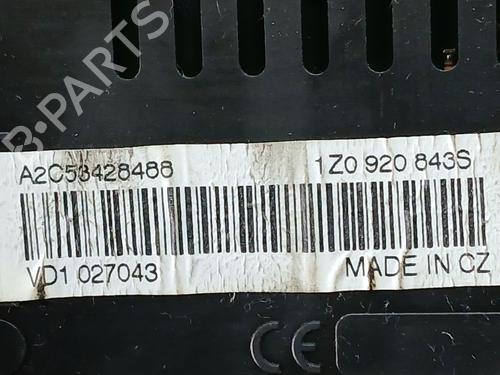 B-PARTS
A2C53428488
1Z0 920 843S
VD1 027043
MADE IN CZ
CE